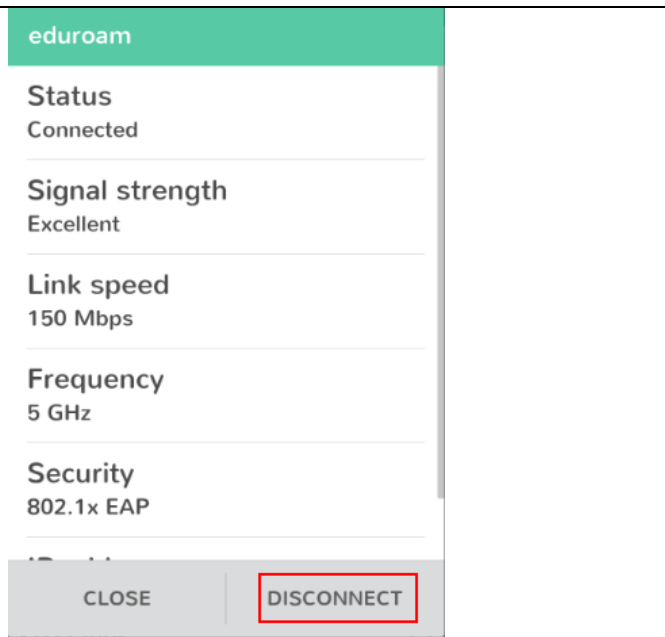 eduroam
Status
Connected
Signal strength
Excellent
Link speed
150 Mbps
Frequency
5 GHz
Security
802.1x EAP
CLOSE
DISCONNECT